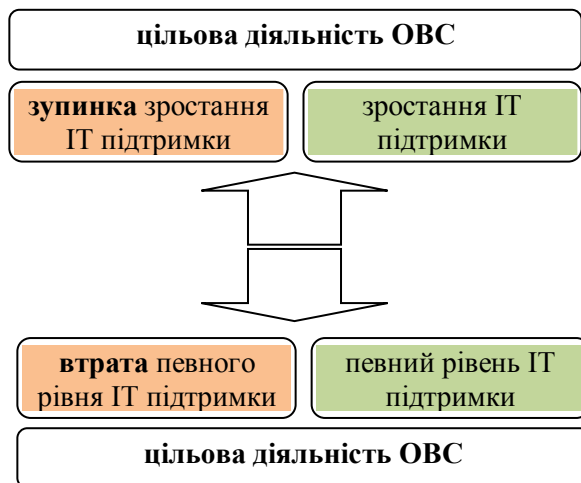 цільова діяльність ОВС
зупинка зростання
ІТ підтримки
зростання ІТ
підтримки
втрата певного
рівня ІТ підтримки
певний рівень ІТ
підтримки
цільова діяльність ОВС